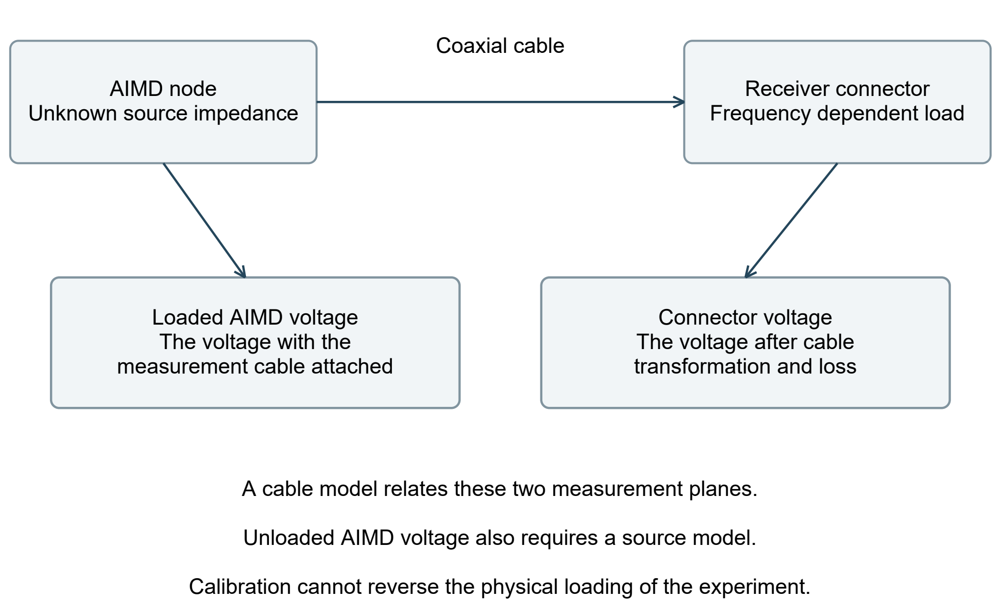 Coaxial cable
AIMD node
Unknown source impedance
Receiver connector
Frequency dependent load
Loaded AIMD voltage
The voltage with the
measurement cable attached
Connector voltage
The voltage after cable
transformation and loss
A cable model relates these two measurement planes.
Unloaded AIMD voltage also requires a source model.
Calibration cannot reverse the physical loading of the experiment.